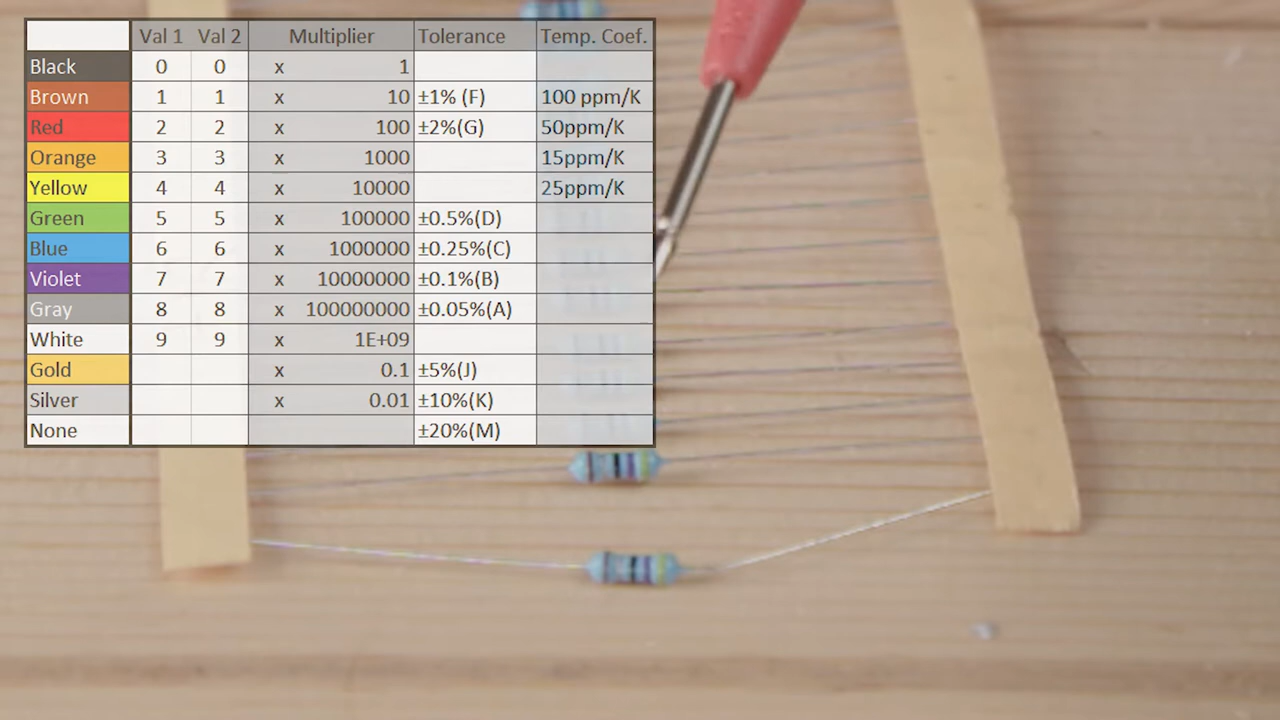 Val 1 Val 2 Multiplier Tolerance Temp. Coef.
Black 0 0 x 1
Brown 1 1 x 10 ±1% (F) 100 ppm/K
Red 2 2 x 100 ±2%(G) 50ppm/K
Orange 3 3 x 1000 15ppm/K
Yellow 4 4 x 10000 25ppm/K
Green 5 5 x 100000 ±0.5%(D)
Blue 6 6 x 1000000 ±0.25%(C)
Violet 7 7 x 10000000 ±0.1%(B)
Gray 8 8 x 100000000 ±0.05%(A)
White 9 9 x 1E+09
Gold x 0.1 ±5%(J)
Silver x 0.01 ±10%(K)
None ±20%(M)